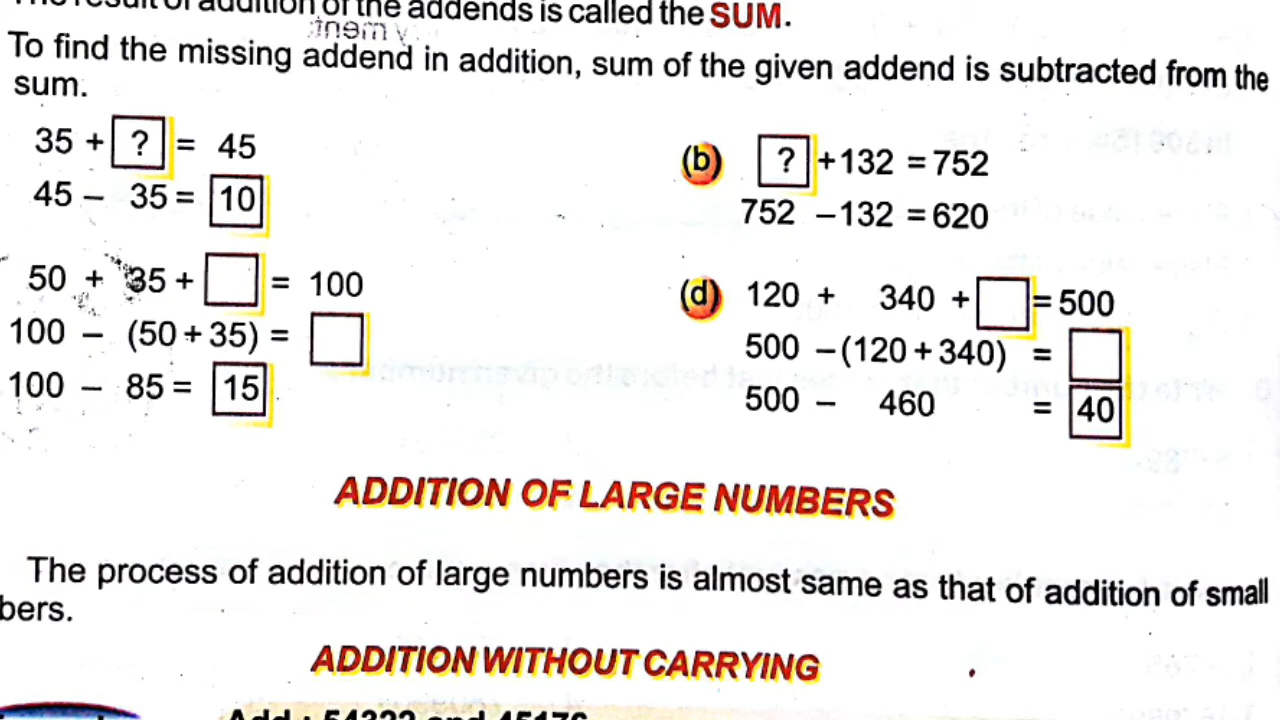 The result of addition of the addends is called the SUM.
To find the missing addend in addition, sum of the given addend is subtracted from the
sum.
35 + ? = 45
45 – 35 = 10
(b) ? + 132 = 752
752 – 132 = 620
50 + 35 + = 100
100 – (50 + 35) =
100 – 85 = 15
(d) 120 + 340 + = 500
500 – (120 + 340) =
500 – 460 = 40
ADDITION OF LARGE NUMBERS
The process of addition of large numbers is almost same as that of addition of small
bers.
ADDITION WITHOUT CARRYING
Add : 54322 and 45176